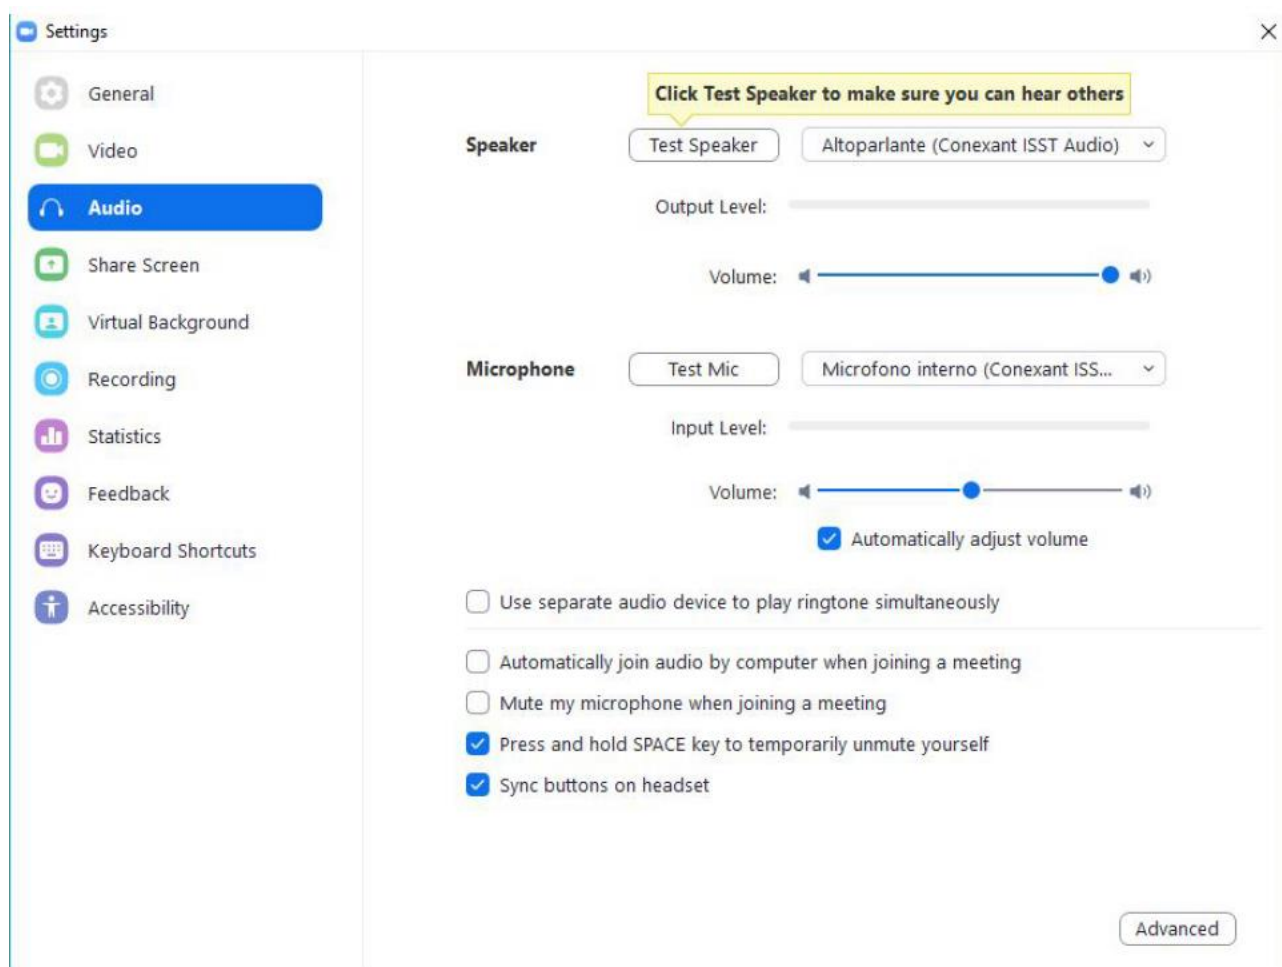 Settings
General
Video
Audio
Share Screen
Virtual Background
Recording
Statistics
Feedback
Keyboard Shortcuts
Accessibility
Click Test Speaker to make sure you can hear others
Speaker
Test Speaker
Altoparlante (Conexant ISST Audio)
Output Level:
Volume:
Microphone
Test Mic
Microfono interno (Conexant ISS...
Input Level:
Volume:
Automatically adjust volume
Use separate audio device to play ringtone simultaneously
Automatically join audio by computer when joining a meeting
Mute my microphone when joining a meeting
Press and hold SPACE key to temporarily unmute yourself
Sync buttons on headset
Advanced